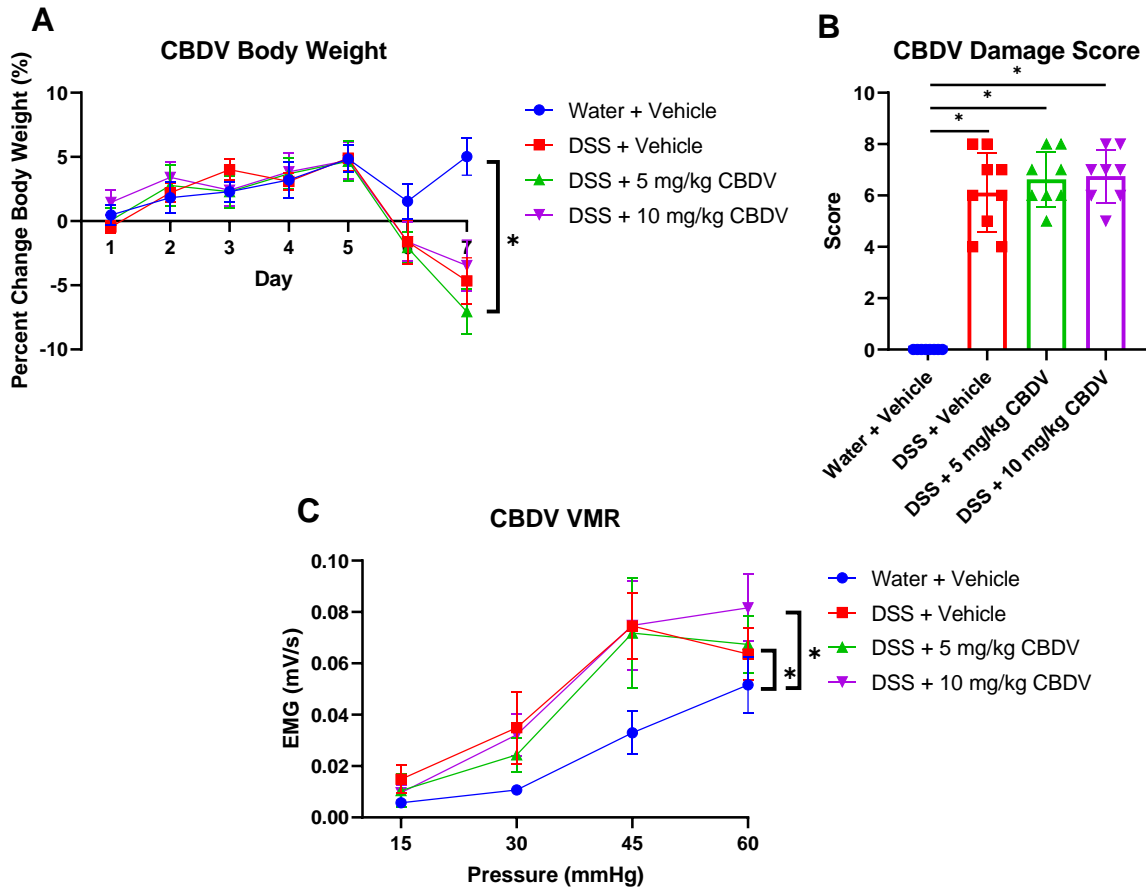 A
CBDV Body Weight
Percent Change Body Weight (%)
10
5
0
-5
-10
1
2
3
4
5
7
Day
Water + Vehicle
DSS + Vehicle
DSS + 5 mg/kg CBDV
DSS + 10 mg/kg CBDV
*
B
CBDV Damage Score
*
*
*
Score
10
8
6
4
2
0
Water + Vehicle
DSS + Vehicle
DSS + 5 mg/kg CBDV
DSS + 10 mg/kg CBDV
C
CBDV VMR
EMG (mV/s)
0.10
0.08
0.06
0.04
0.02
0.00
15
30
45
60
Pressure (mmHg)
Water + Vehicle
DSS + Vehicle
DSS + 5 mg/kg CBDV
DSS + 10 mg/kg CBDV
*
*